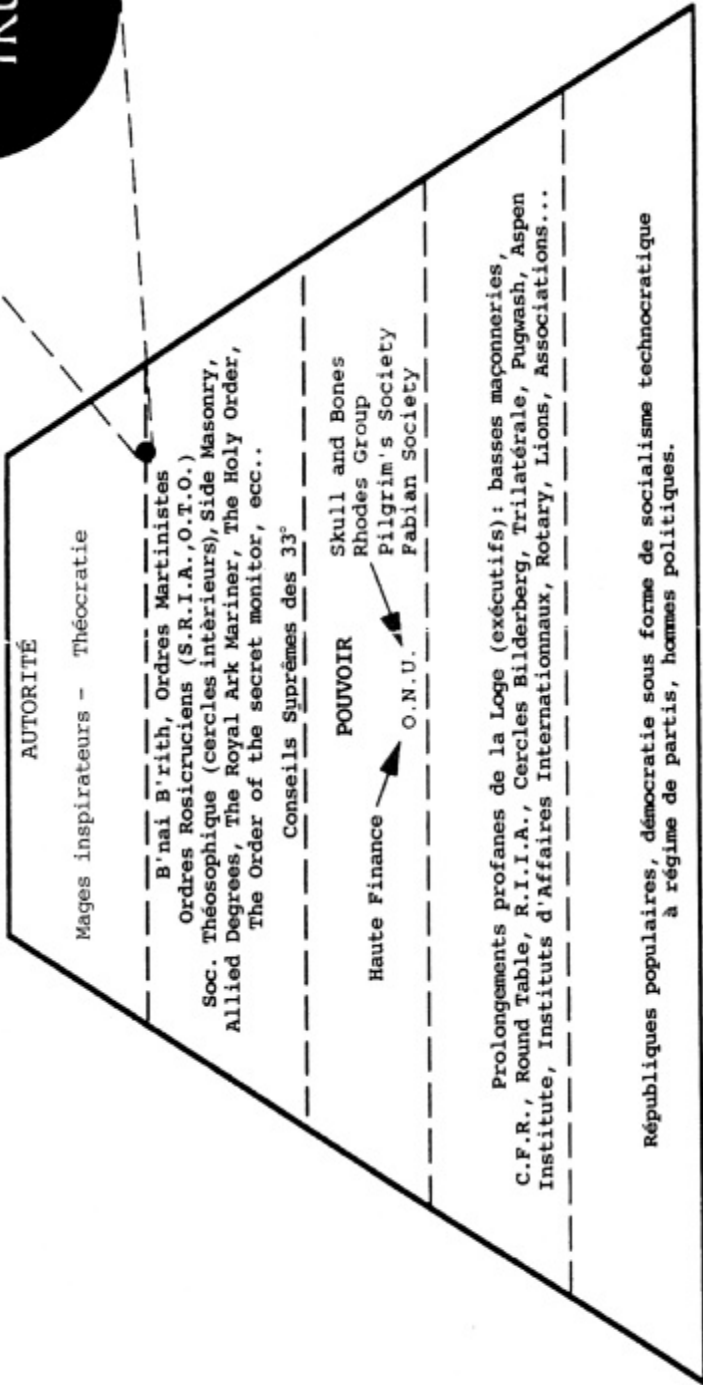 AUTORITÉ
Mages inspirateurs - Théocratie
B'nai B'rith, Ordres Martinistes
Ordres Rosicruciens (S.R.I.A.,O.T.O.)
Soc. Théosophique (cercles intèrieurs), Side Masonry,
Allied Degrees, The Royal Ark Mariner, The Holy Order,
The Order of the secret monitor, ecc..
Conseils Suprêmes des 33°
POUVOIR
Haute Finance
O.N.U.
Skull and Bones
Rhodes Group
Pilgrim's Society
Fabian Society
Prolongements profanes de la Loge (exécutifs): basses maçonneries,
C.F.R., Round Table, R.I.I.A., Cercles Bilderberg, Trilatérale, Pugwash, Aspen
Institute, Instituts d'Affaires Internationnaux, Rotary, Lions, Associations...
Républiques populaires, démocratie sous forme de socialisme technocratique
à régime de partis, hommes politiques.